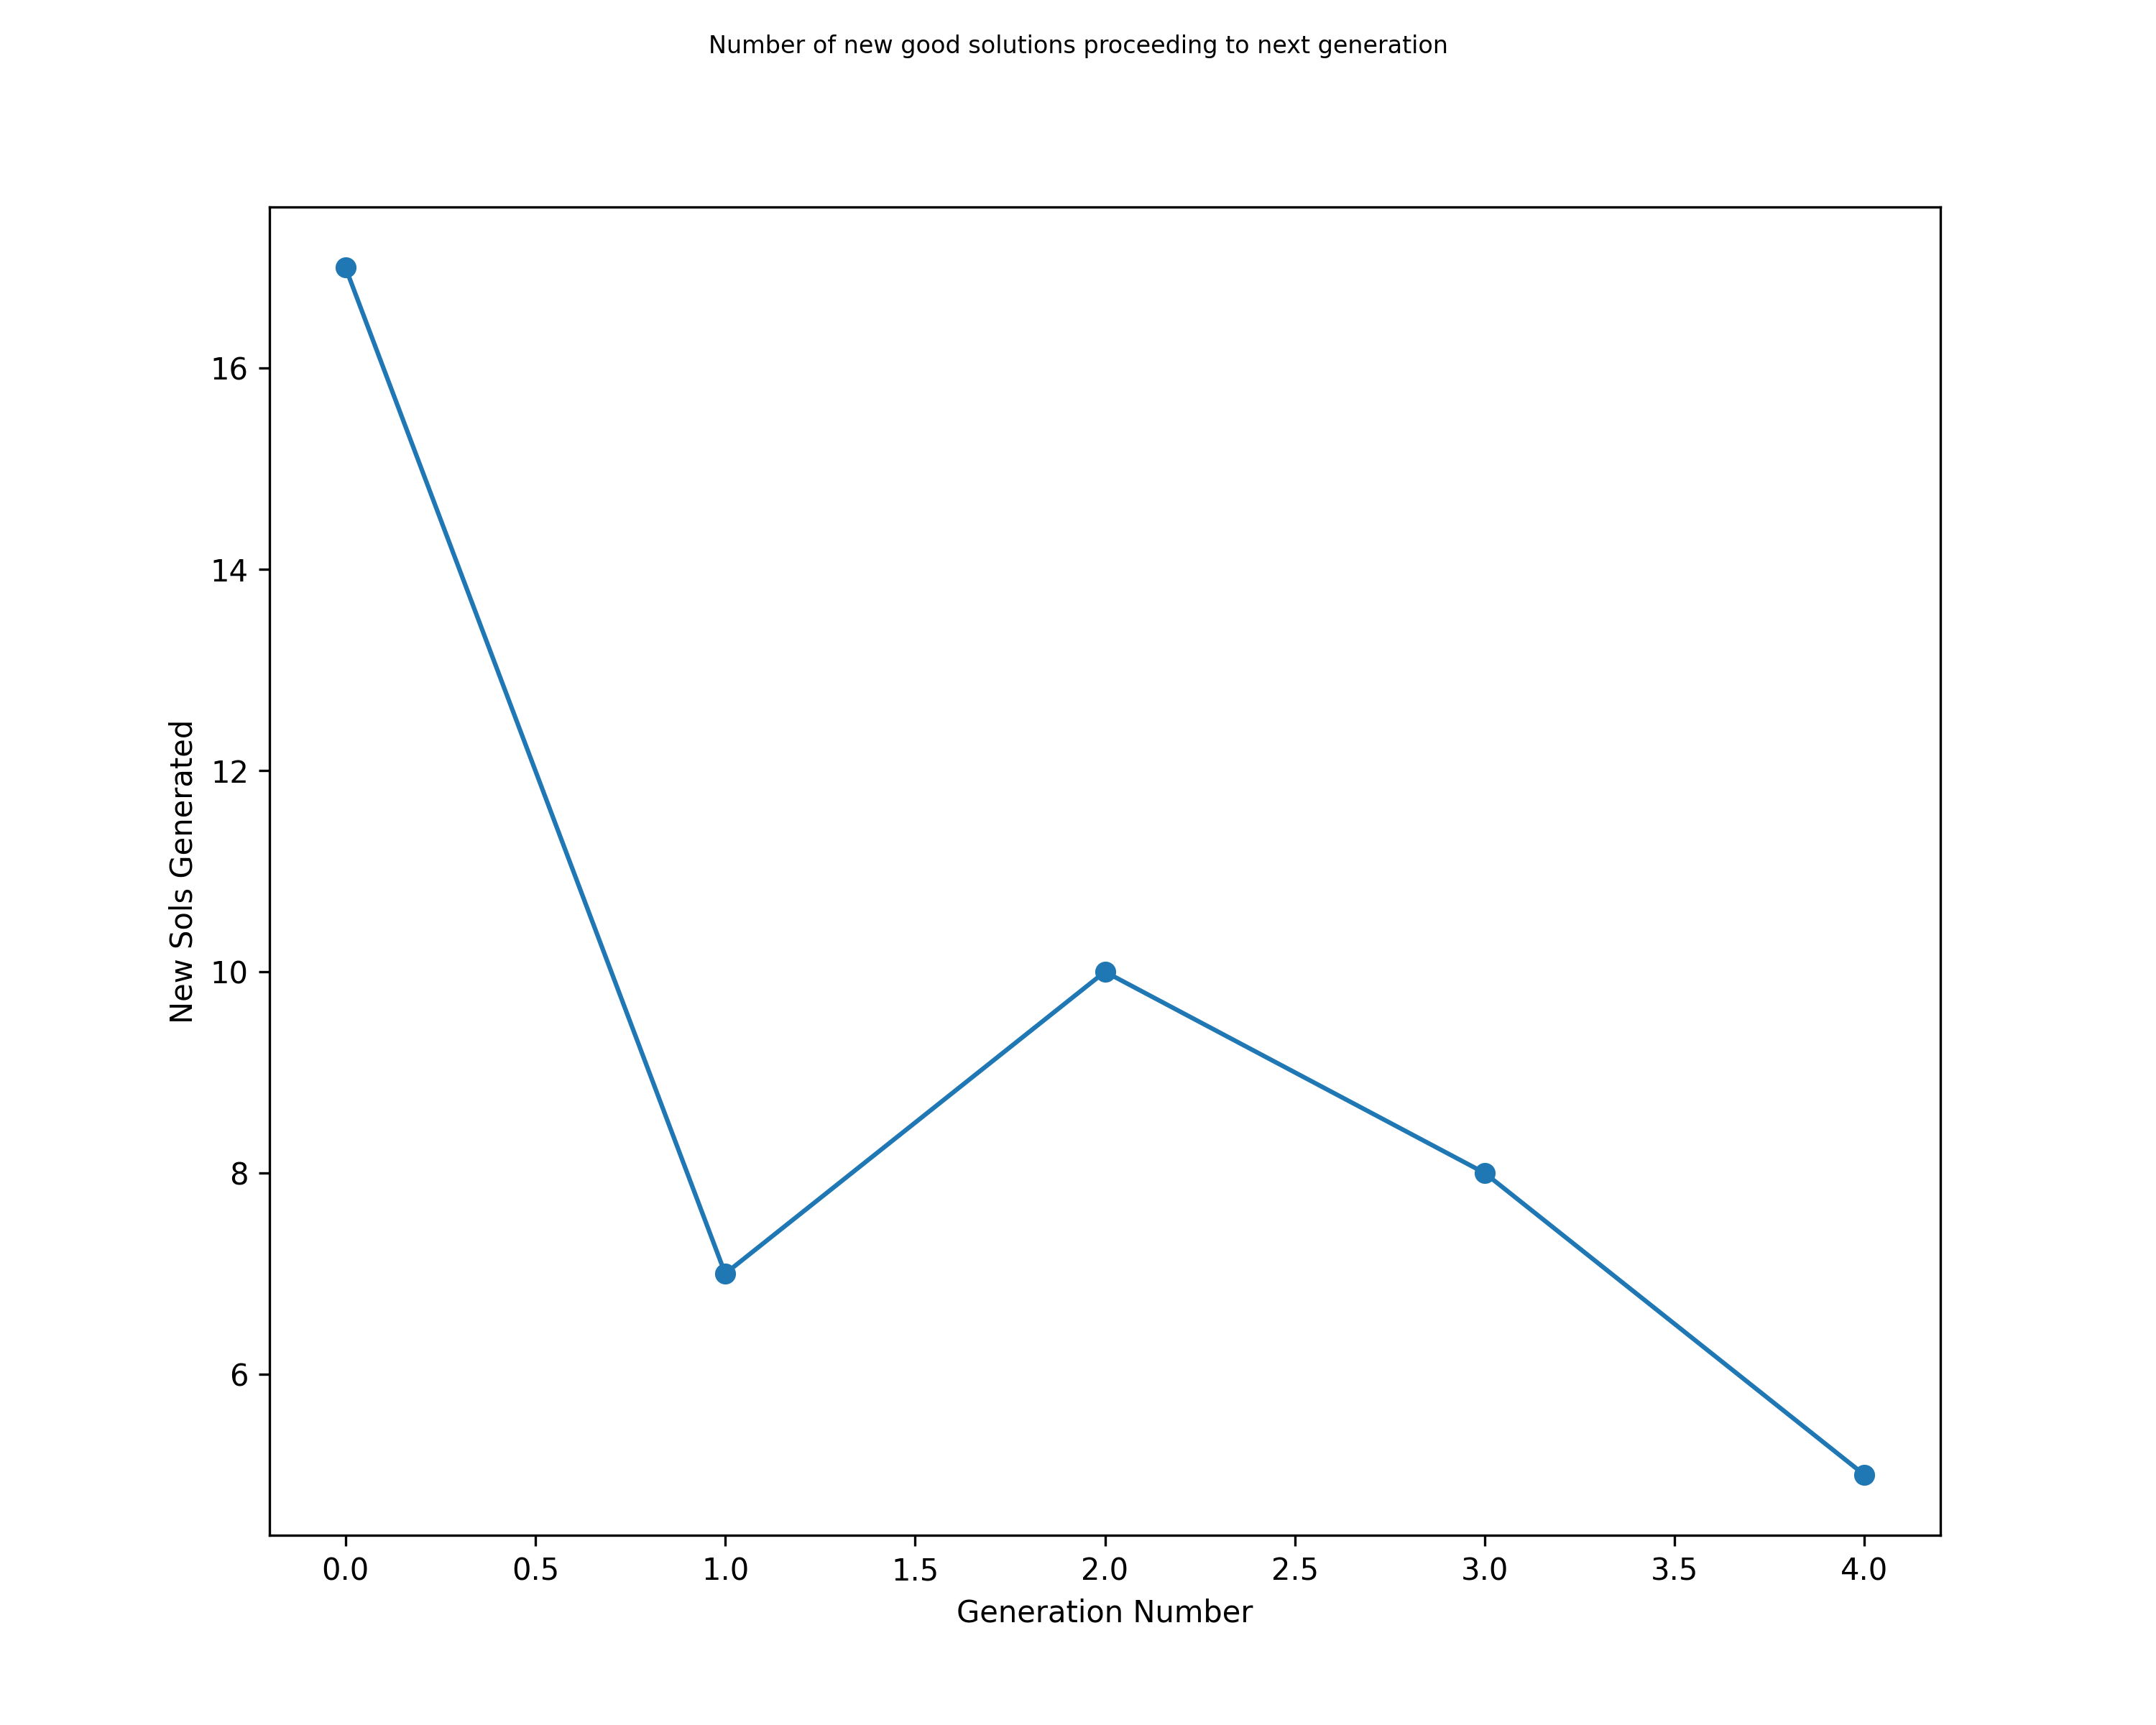 Number of new good solutions proceeding to next generation
New Sols Generated
16
14
12
10
8
6
0.0 0.5 1.0 1.5 2.0 2.5 3.0 3.5 4.0
Generation Number